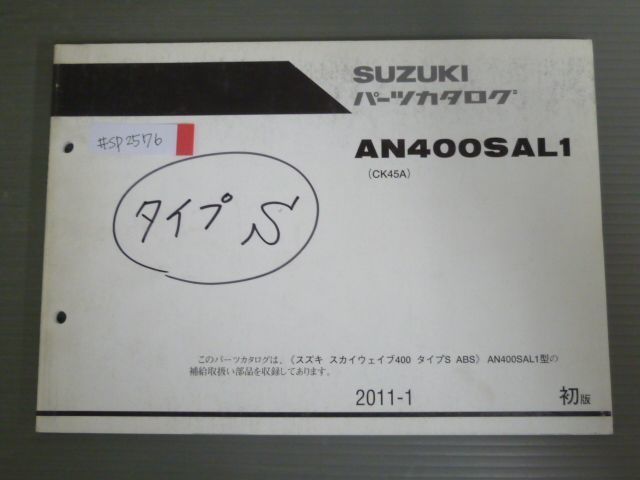 SUZUKI
パーツカタログ
#SP2576
AN400SAL1
(CK45A)
タイプ S
このパーツカタログは、《スズキ スカイウェイブ400 タイプS ABS》 AN400SAL1型の
補給取扱い部品を収録してあります。
2011-1
初版